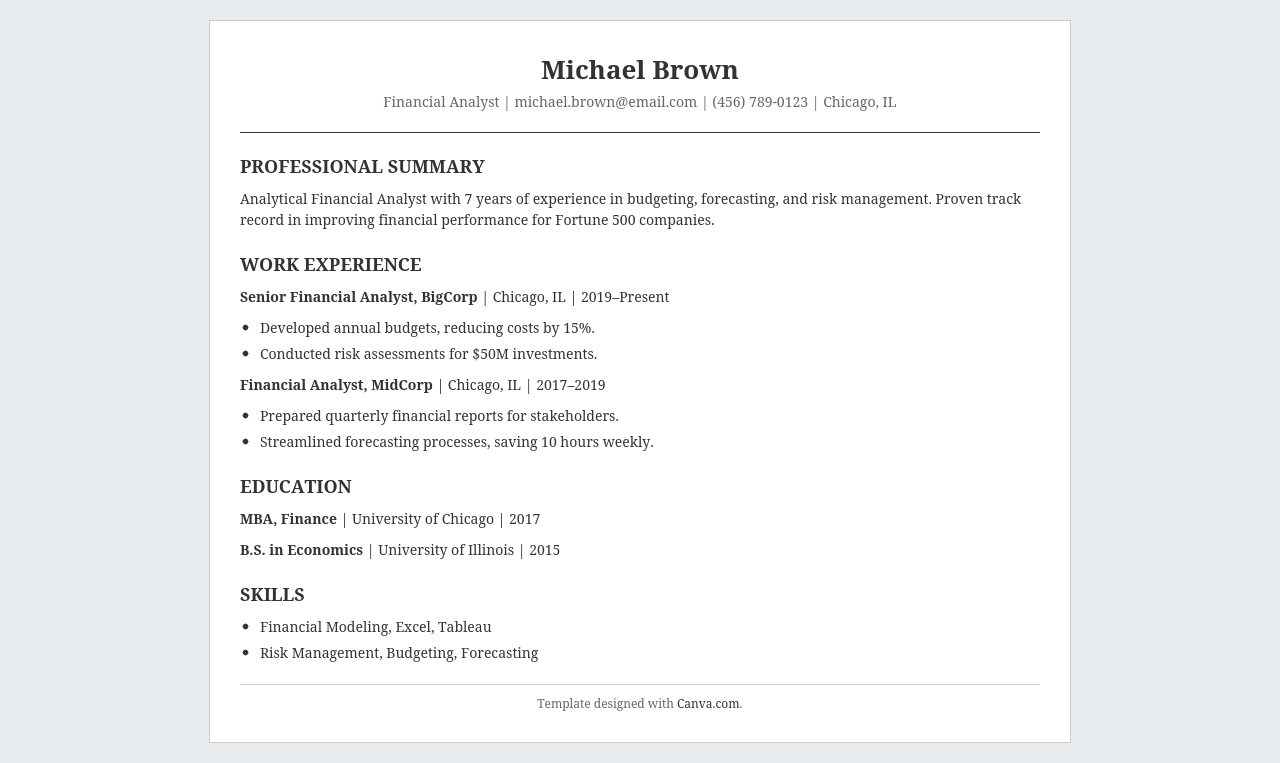 Michael Brown
Financial Analyst | michael.brown@email.com | (456) 789-0123 | Chicago, IL
PROFESSIONAL SUMMARY
Analytical Financial Analyst with 7 years of experience in budgeting, forecasting, and risk management. Proven track
record in improving financial performance for Fortune 500 companies.
WORK EXPERIENCE
Senior Financial Analyst, BigCorp | Chicago, IL | 2019–Present
• Developed annual budgets, reducing costs by 15%.
• Conducted risk assessments for $50M investments.
Financial Analyst, MidCorp | Chicago, IL | 2017–2019
• Prepared quarterly financial reports for stakeholders.
• Streamlined forecasting processes, saving 10 hours weekly.
EDUCATION
MBA, Finance | University of Chicago | 2017
B.S. in Economics | University of Illinois | 2015
SKILLS
• Financial Modeling, Excel, Tableau
• Risk Management, Budgeting, Forecasting
Template designed with Canva.com.